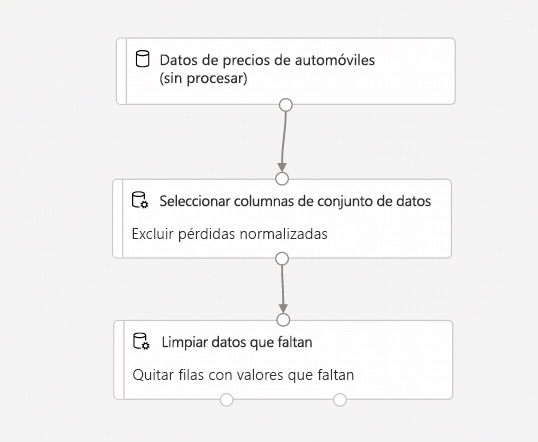 Datos de precios de automóviles
(sin procesar)
Seleccionar columnas de conjunto de datos
Excluir pérdidas normalizadas
Limpiar datos que faltan
Quitar filas con valores que faltan